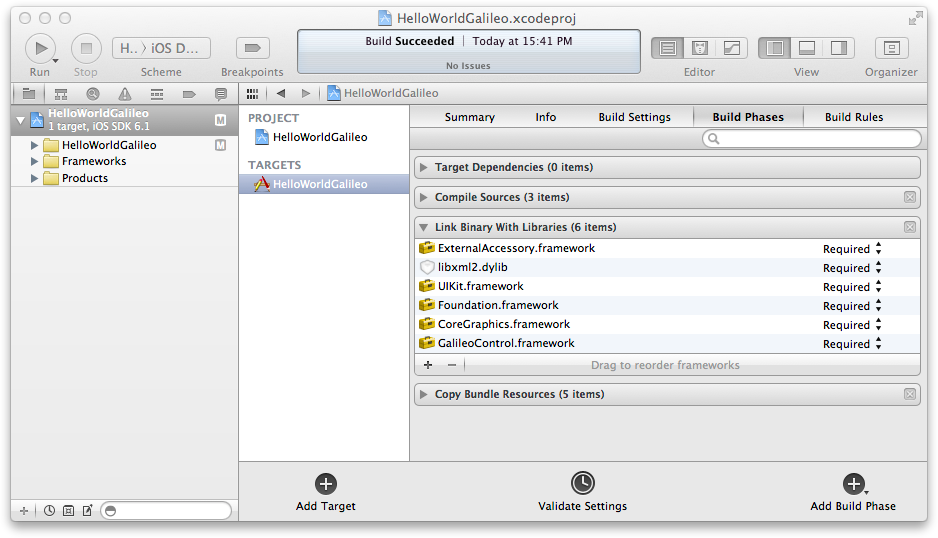 HelloWorldGalileo.xcodeproj
Run
Stop
H.. 〉 iOS D...
Scheme
Breakpoints
Build Succeeded | Today at 15:41 PM
No Issues
Editor
View
Organizer
HelloWorldGalileo
HelloWorldGalileo
1 target, iOS SDK 6.1
M
HelloWorldGalileo
M
Frameworks
Products
PROJECT
HelloWorldGalileo
TARGETS
HelloWorldGalileo
Summary
Info
Build Settings
Build Phases
Build Rules
Target Dependencies (0 items)
Compile Sources (3 items)
Link Binary With Libraries (6 items)
ExternalAccessory.framework Required
libxml2.dylib Required
UIKit.framework Required
Foundation.framework Required
CoreGraphics.framework Required
GalileoControl.framework Required
Drag to reorder frameworks
Copy Bundle Resources (5 items)
Add Target
Validate Settings
Add Build Phase